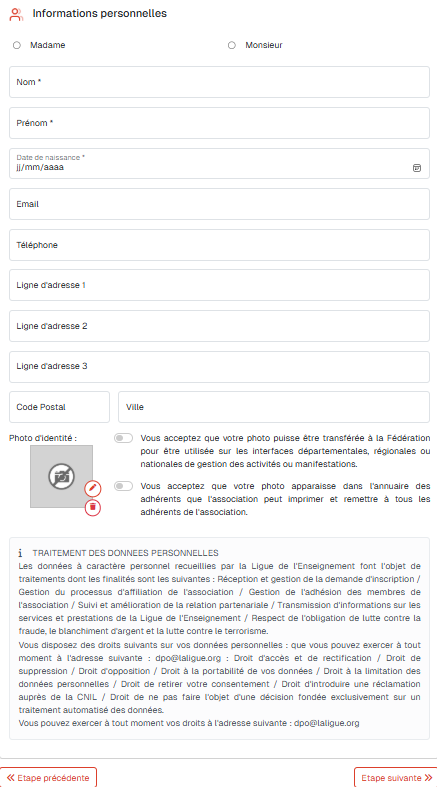 Informations personnelles
Madame
Monsieur
Nom *
Prénom *
Date de naissance *
jj/mm/aaaa
Email
Téléphone
Ligne d'adresse 1
Ligne d'adresse 2
Ligne d'adresse 3
Code Postal
Ville
Photo d'identité :
Vous acceptez que votre photo puisse être transférée à la Fédération
pour être utilisée sur les interfaces départementales, régionales ou
nationales de gestion des activités ou manifestations.
Vous acceptez que votre photo apparaisse dans l'annuaire des
adhérents que l'association peut imprimer et remettre à tous les
adhérents de l'association.
TRAITEMENT DES DONNEES PERSONNELLES
Les données à caractère personnel recueillies par la Ligue de l'Enseignement font l'objet de
traitements dont les finalités sont les suivantes : Réception et gestion de la demande d'inscription /
Gestion du processus d'affiliation de l'association / Gestion de l'adhésion des membres de
l'association / Suivi et amélioration de la relation partenariale / Transmission d'informations sur les
services et prestations de la Ligue de l'Enseignement / Respect de l'obligation de lutte contre la
fraude, le blanchiment d'argent et la lutte contre le terrorisme.
Vous disposez des droits suivants sur vos données personnelles : que vous pouvez exercer à tout
moment à l'adresse suivante : dpo@laligue.org : Droit d'accès et de rectification / Droit de
suppression / Droit d'opposition / Droit à la portabilité de vos données / Droit à la limitation des
données personnelles / Droit de retirer votre consentement / Droit d'introduire une réclamation
auprès de la CNIL / Droit de ne pas faire l'objet d'une décision fondée exclusivement sur un
traitement automatisé des données.
Vous pouvez exercer à tout moment vos droits à l'adresse suivante : dpo@laligue.org
Etape précédente
Etape suivante